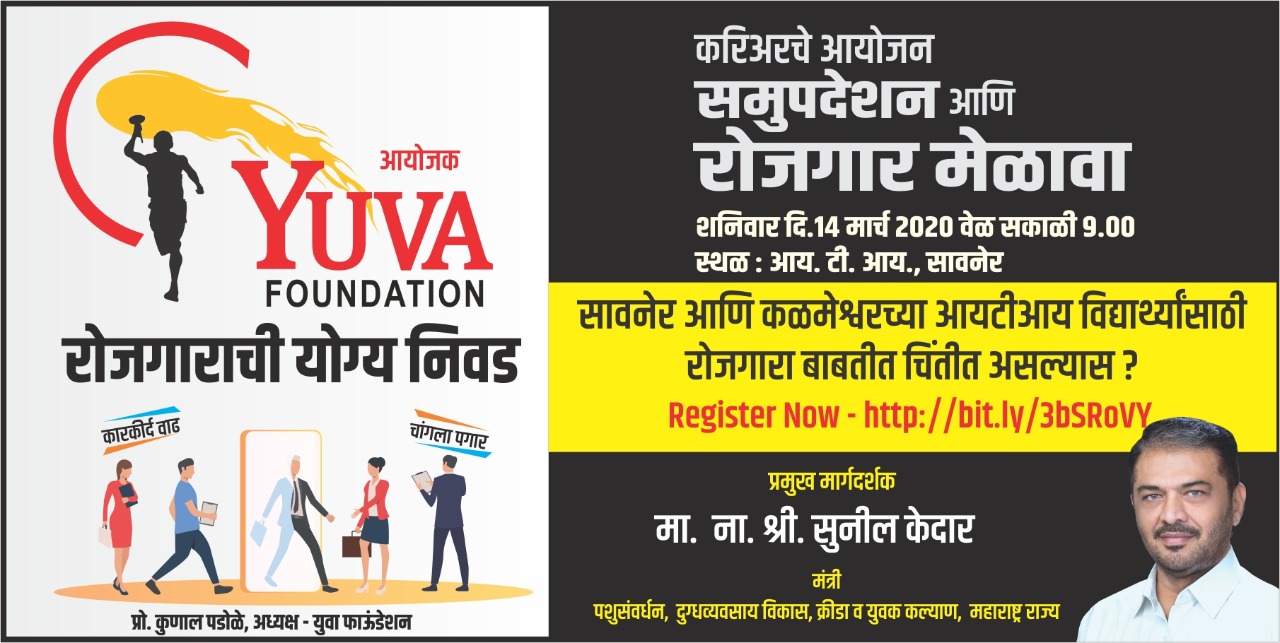 आयोजक
YUVA
FOUNDATION
रोजगाराची योग्य निवड
कारकीर्द वाढ
चांगला पगार
प्रो. कुणाल पडोळे, अध्यक्ष - युवा फाऊंडेशन
करिअरचे आयोजन
समुपदेशन आणि
रोजगार मेळावा
शनिवार दि.14 मार्च 2020 वेळ सकाळी 9.00
स्थळ : आय. टी. आय., सावनेर
सावनेर आणि कळमेश्वरच्या आयटीआय विद्यार्थ्यांसाठी
रोजगारा बाबतीत चिंतीत असल्यास ?
Register Now - http://bit.ly/3bSRoVY
प्रमुख मार्गदर्शक
मा. ना. श्री. सुनील केदार
मंत्री
पशुसंवर्धन, दुग्धव्यवसाय विकास, क्रीडा व युवक कल्याण, महाराष्ट्र राज्य